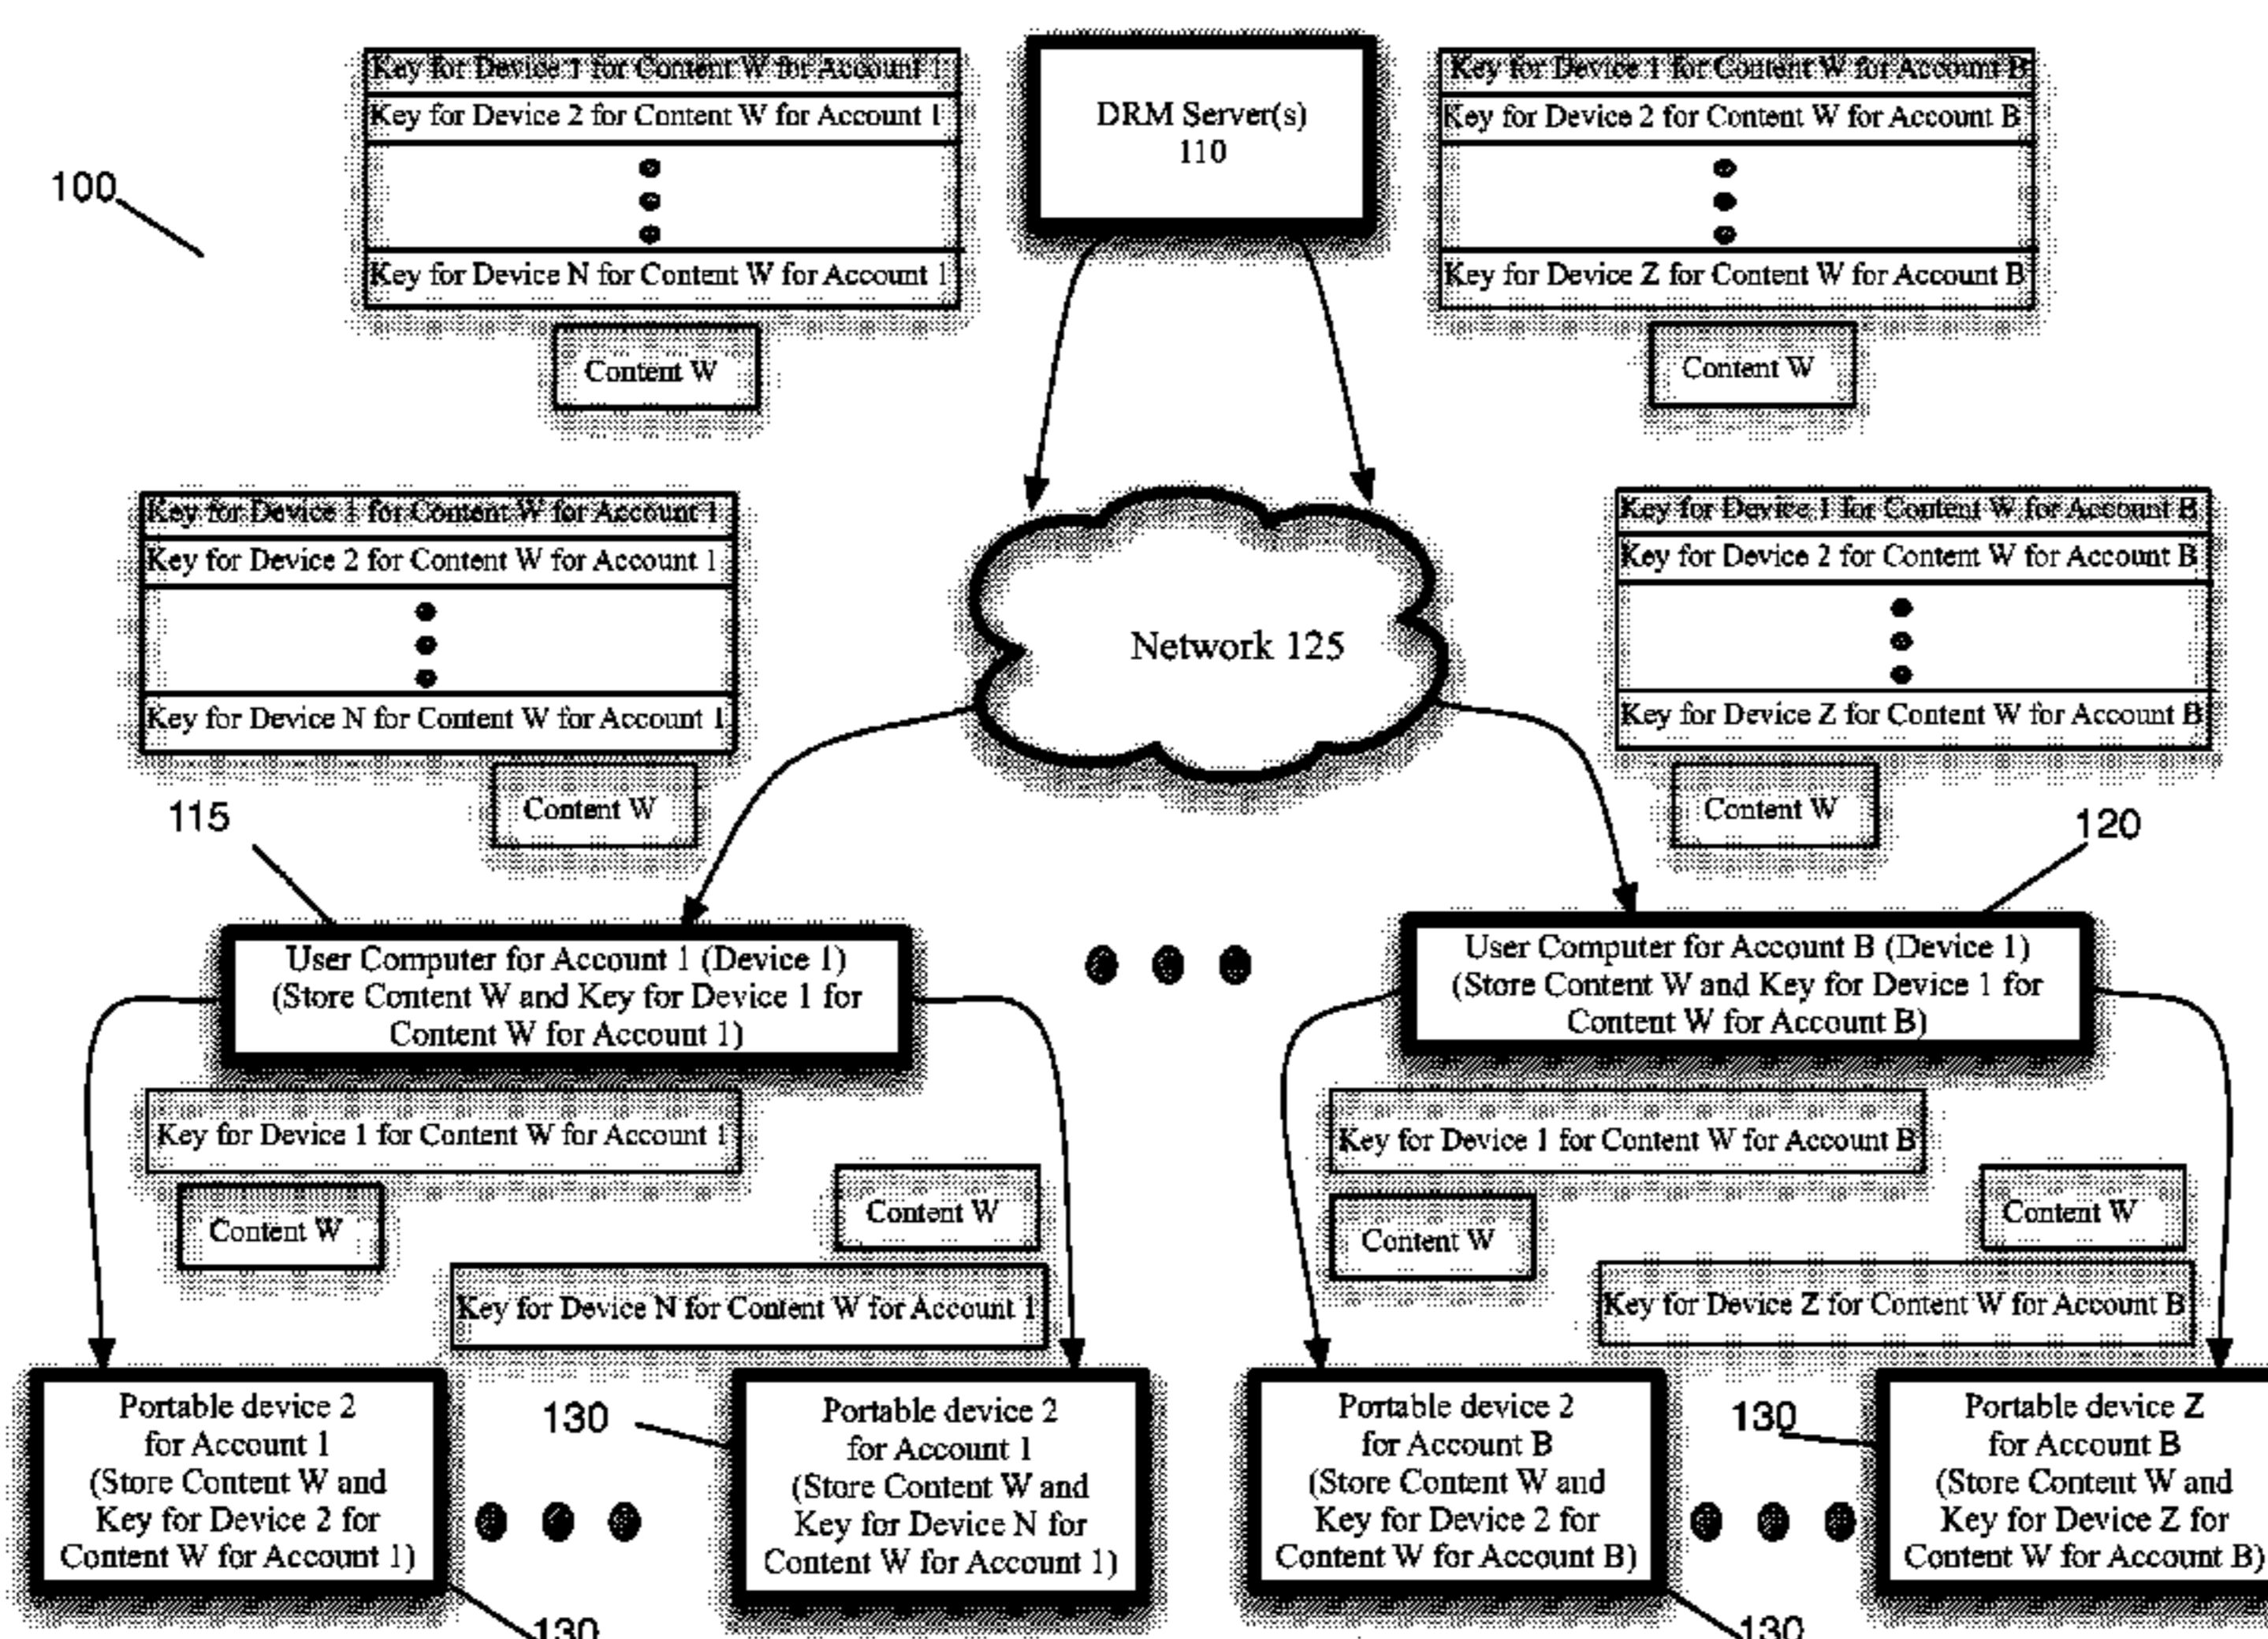 Key for Device 1 for Content W for Account 1
Key for Device 2 for Content W for Account 1
Key for Device N for Content W for Account 1
Content W
DRM Server(s)
110
Key for Device 1 for Content W for Account B
Key for Device 2 for Content W for Account B
Key for Device Z for Content W for Account B
Content W
100
Key for Device 1 for Content W for Account 1
Key for Device 2 for Content W for Account 1
Key for Device N for Content W for Account 1
Content W
115
Network 125
Key for Device 1 for Content W for Account B
Key for Device 2 for Content W for Account B
Key for Device Z for Content W for Account B
Content W
120
User Computer for Account 1 (Device 1)
(Store Content W and Key for Device 1 for
Content W for Account 1)
User Computer for Account B (Device 1)
(Store Content W and Key for Device 1 for
Content W for Account B)
Key for Device 1 for Content W for Account 1
Content W
Content W
Key for Device N for Content W for Account 1
Key for Device 1 for Content W for Account B
Content W
Content W
Key for Device Z for Content W for Account B
Portable device 2
for Account 1
(Store Content W and
Key for Device 2 for
Content W for Account 1)
130
130
Portable device 2
for Account 1
(Store Content W and
Key for Device N for
Content W for Account 1)
Portable device 2
for Account B
(Store Content W and
Key for Device 2 for
Content W for Account B)
130
130
Portable device Z
for Account B
(Store Content W and
Key for Device Z for
Content W for Account B)